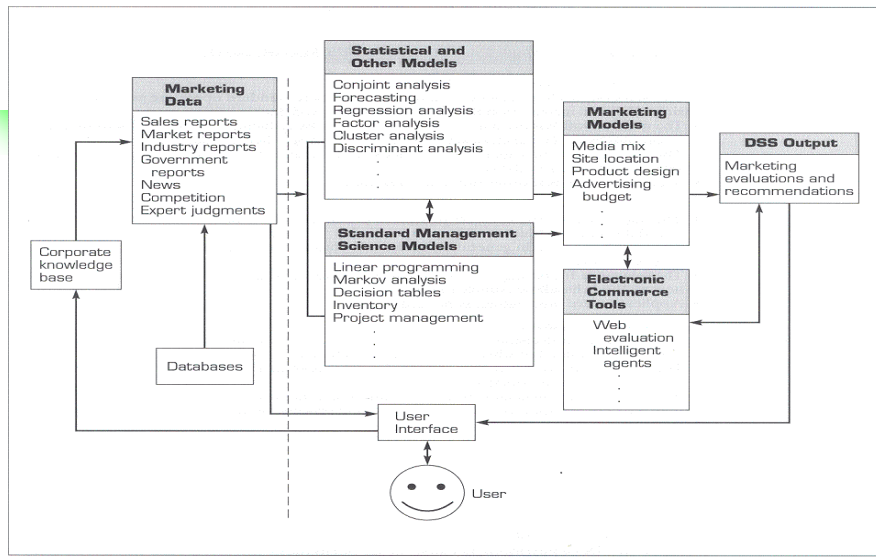 Statistical and
Other Models
Conjoint analysis
Forecasting
Regression analysis
Factor analysis
Cluster analysis
Discriminant analysis
.
.
.
Marketing
Data
Sales reports
Market reports
Industry reports
Government
reports
News
Competition
Expert judgments
Marketing
Models
Media mix
Site location
Product design
Advertising
budget
.
.
.
DSS Output
Marketing
evaluations and
recommendations
Corporate
knowledge
base
Standard Management
Science Models
Linear programming
Markov analysis
Decision tables
Inventory
Project management
.
.
.
Electronic
Commerce
Tools
Web
evaluation
Intelligent
agents
.
.
.
Databases
User
Interface
User